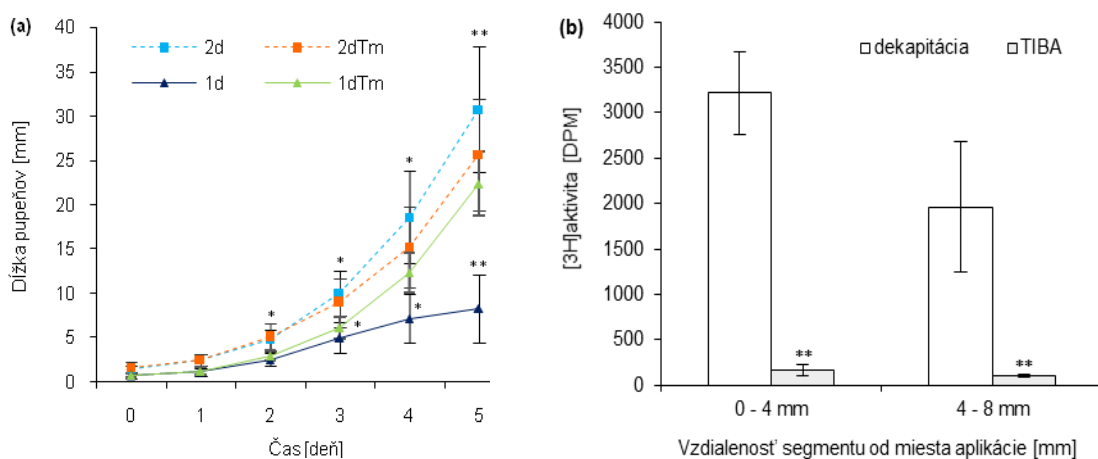 (a)
40
35
30
25
20
15
10
5
0
2d 2dTm
1d 1dTm
**
*
*
*
**
*
*
0 1 2 3 4 5
Čas [deň]
Dĺžka pupeňov [mm]
(b)
4000
3500
3000
2500
2000
1500
1000
500
0
dekapitácia TIBA
**
**
0 - 4 mm 4 - 8 mm
Vzdialenosť segmentu od miesta aplikácie [mm]
[3H]aktivita [DPM]